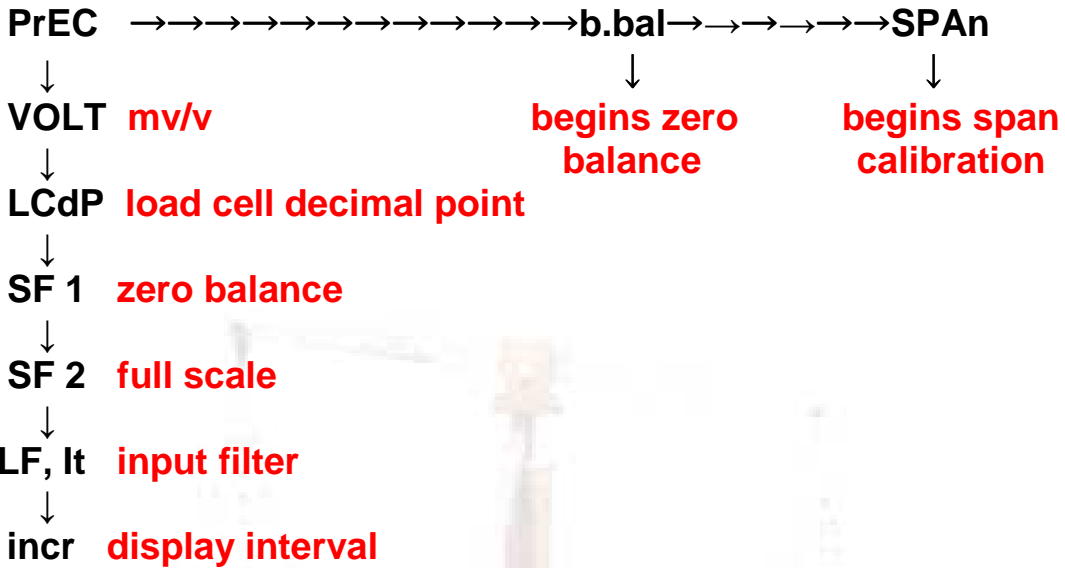 PrEC →→→→→→→→→→→→→b.bal→→→→→→→SPAn
↓ ↓ ↓
VOLT mv/v begins zero begins span
↓ balance calibration
LCdP load cell decimal point
↓
SF 1 zero balance
↓
SF 2 full scale
↓
LF, It input filter
↓
incr display interval